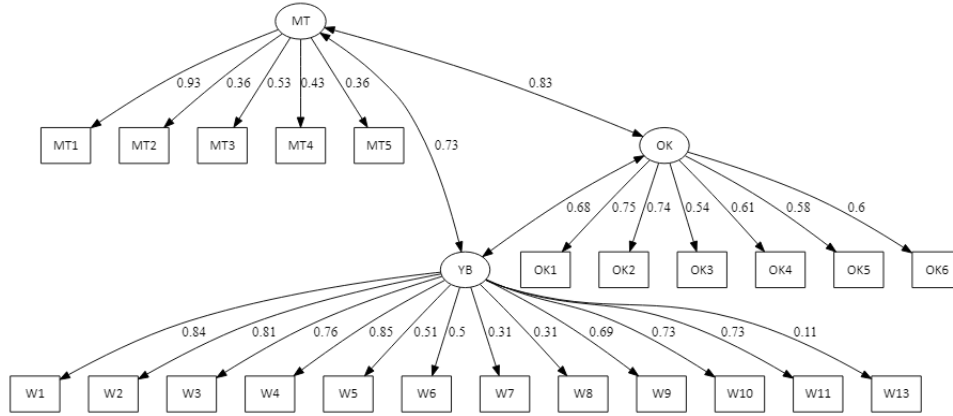 MT
0.93 0.36 0.53 0.43 0.36 0.83
MT1 MT2 MT3 MT4 MT5 0.73 OK
0.68 0.75 0.74 0.54 0.61 0.58 0.6
YB OK1 OK2 OK3 OK4 OK5 OK6
0.84 0.81 0.76 0.85 0.51 0.5 0.31 0.31 0.69 0.73 0.73 0.11
W1 W2 W3 W4 W5 W6 W7 W8 W9 W10 W11 W13